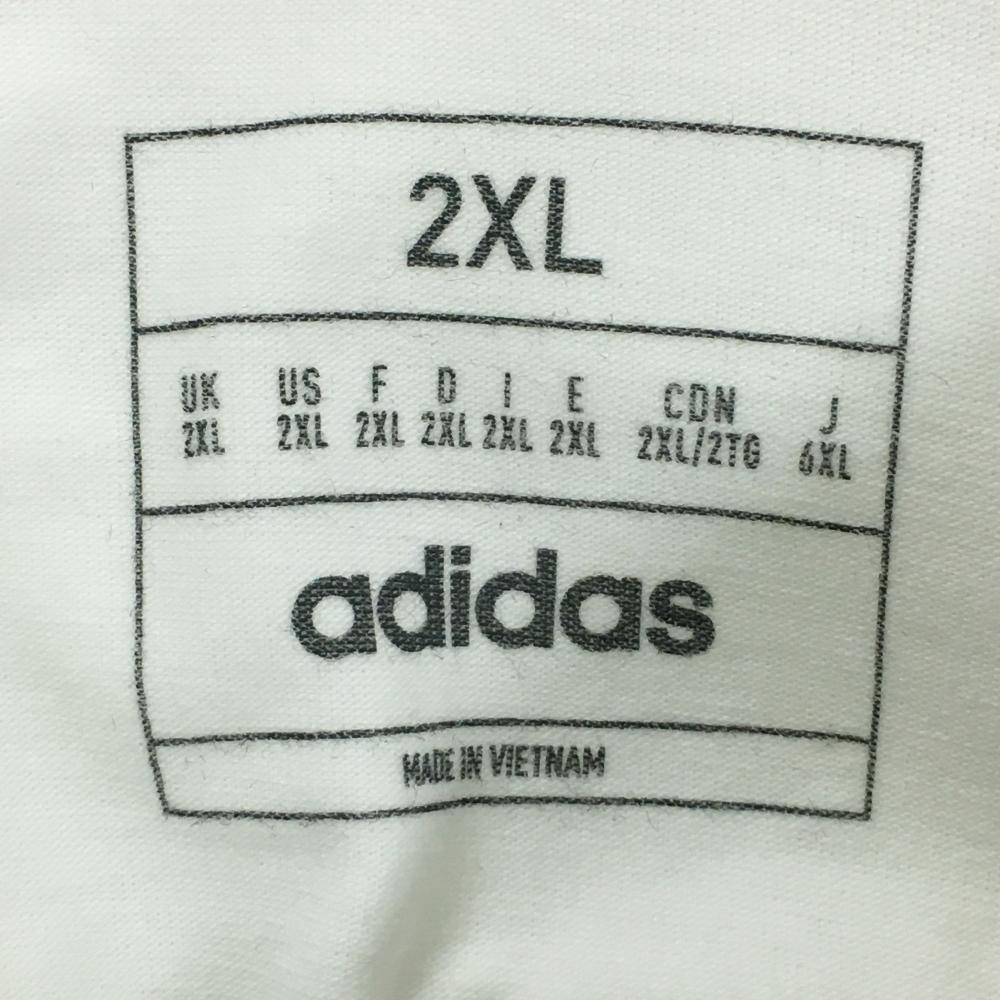 2XL
UK US F D I E CDN J
2XL 2XL 2XL 2XL 2XL 2XL 2XL/2TG 6XL
adidas
MADE IN VIETNAM